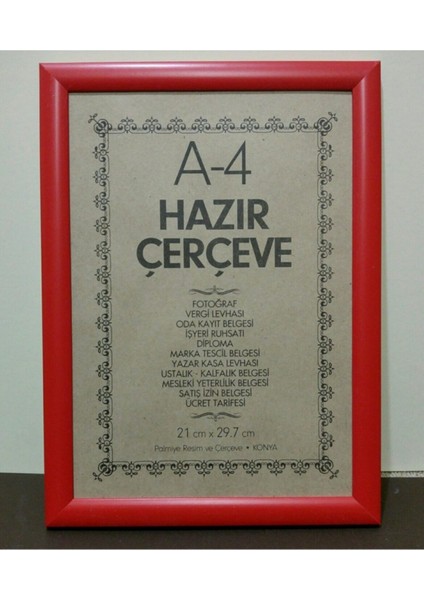 A-4
HAZIR
ÇERÇEVE
FOTOĞRAF
VERGİ LEVHASI
ODA KAYIT BELGESİ
İŞYERİ RUHSATI
DİPLOMA
MARKA TESCİL BELGESİ
YAZAR KASA LEVHASI
USTALIK - KALFALIK BELGESİ
MESLEKİ YETERLİLİK BELGESİ
SATIŞ İZİN BELGESİ
ÜCRET TARİFESİ
21 cm x 29.7 cm
Palmiye Resim ve Çerçeve • KONYA